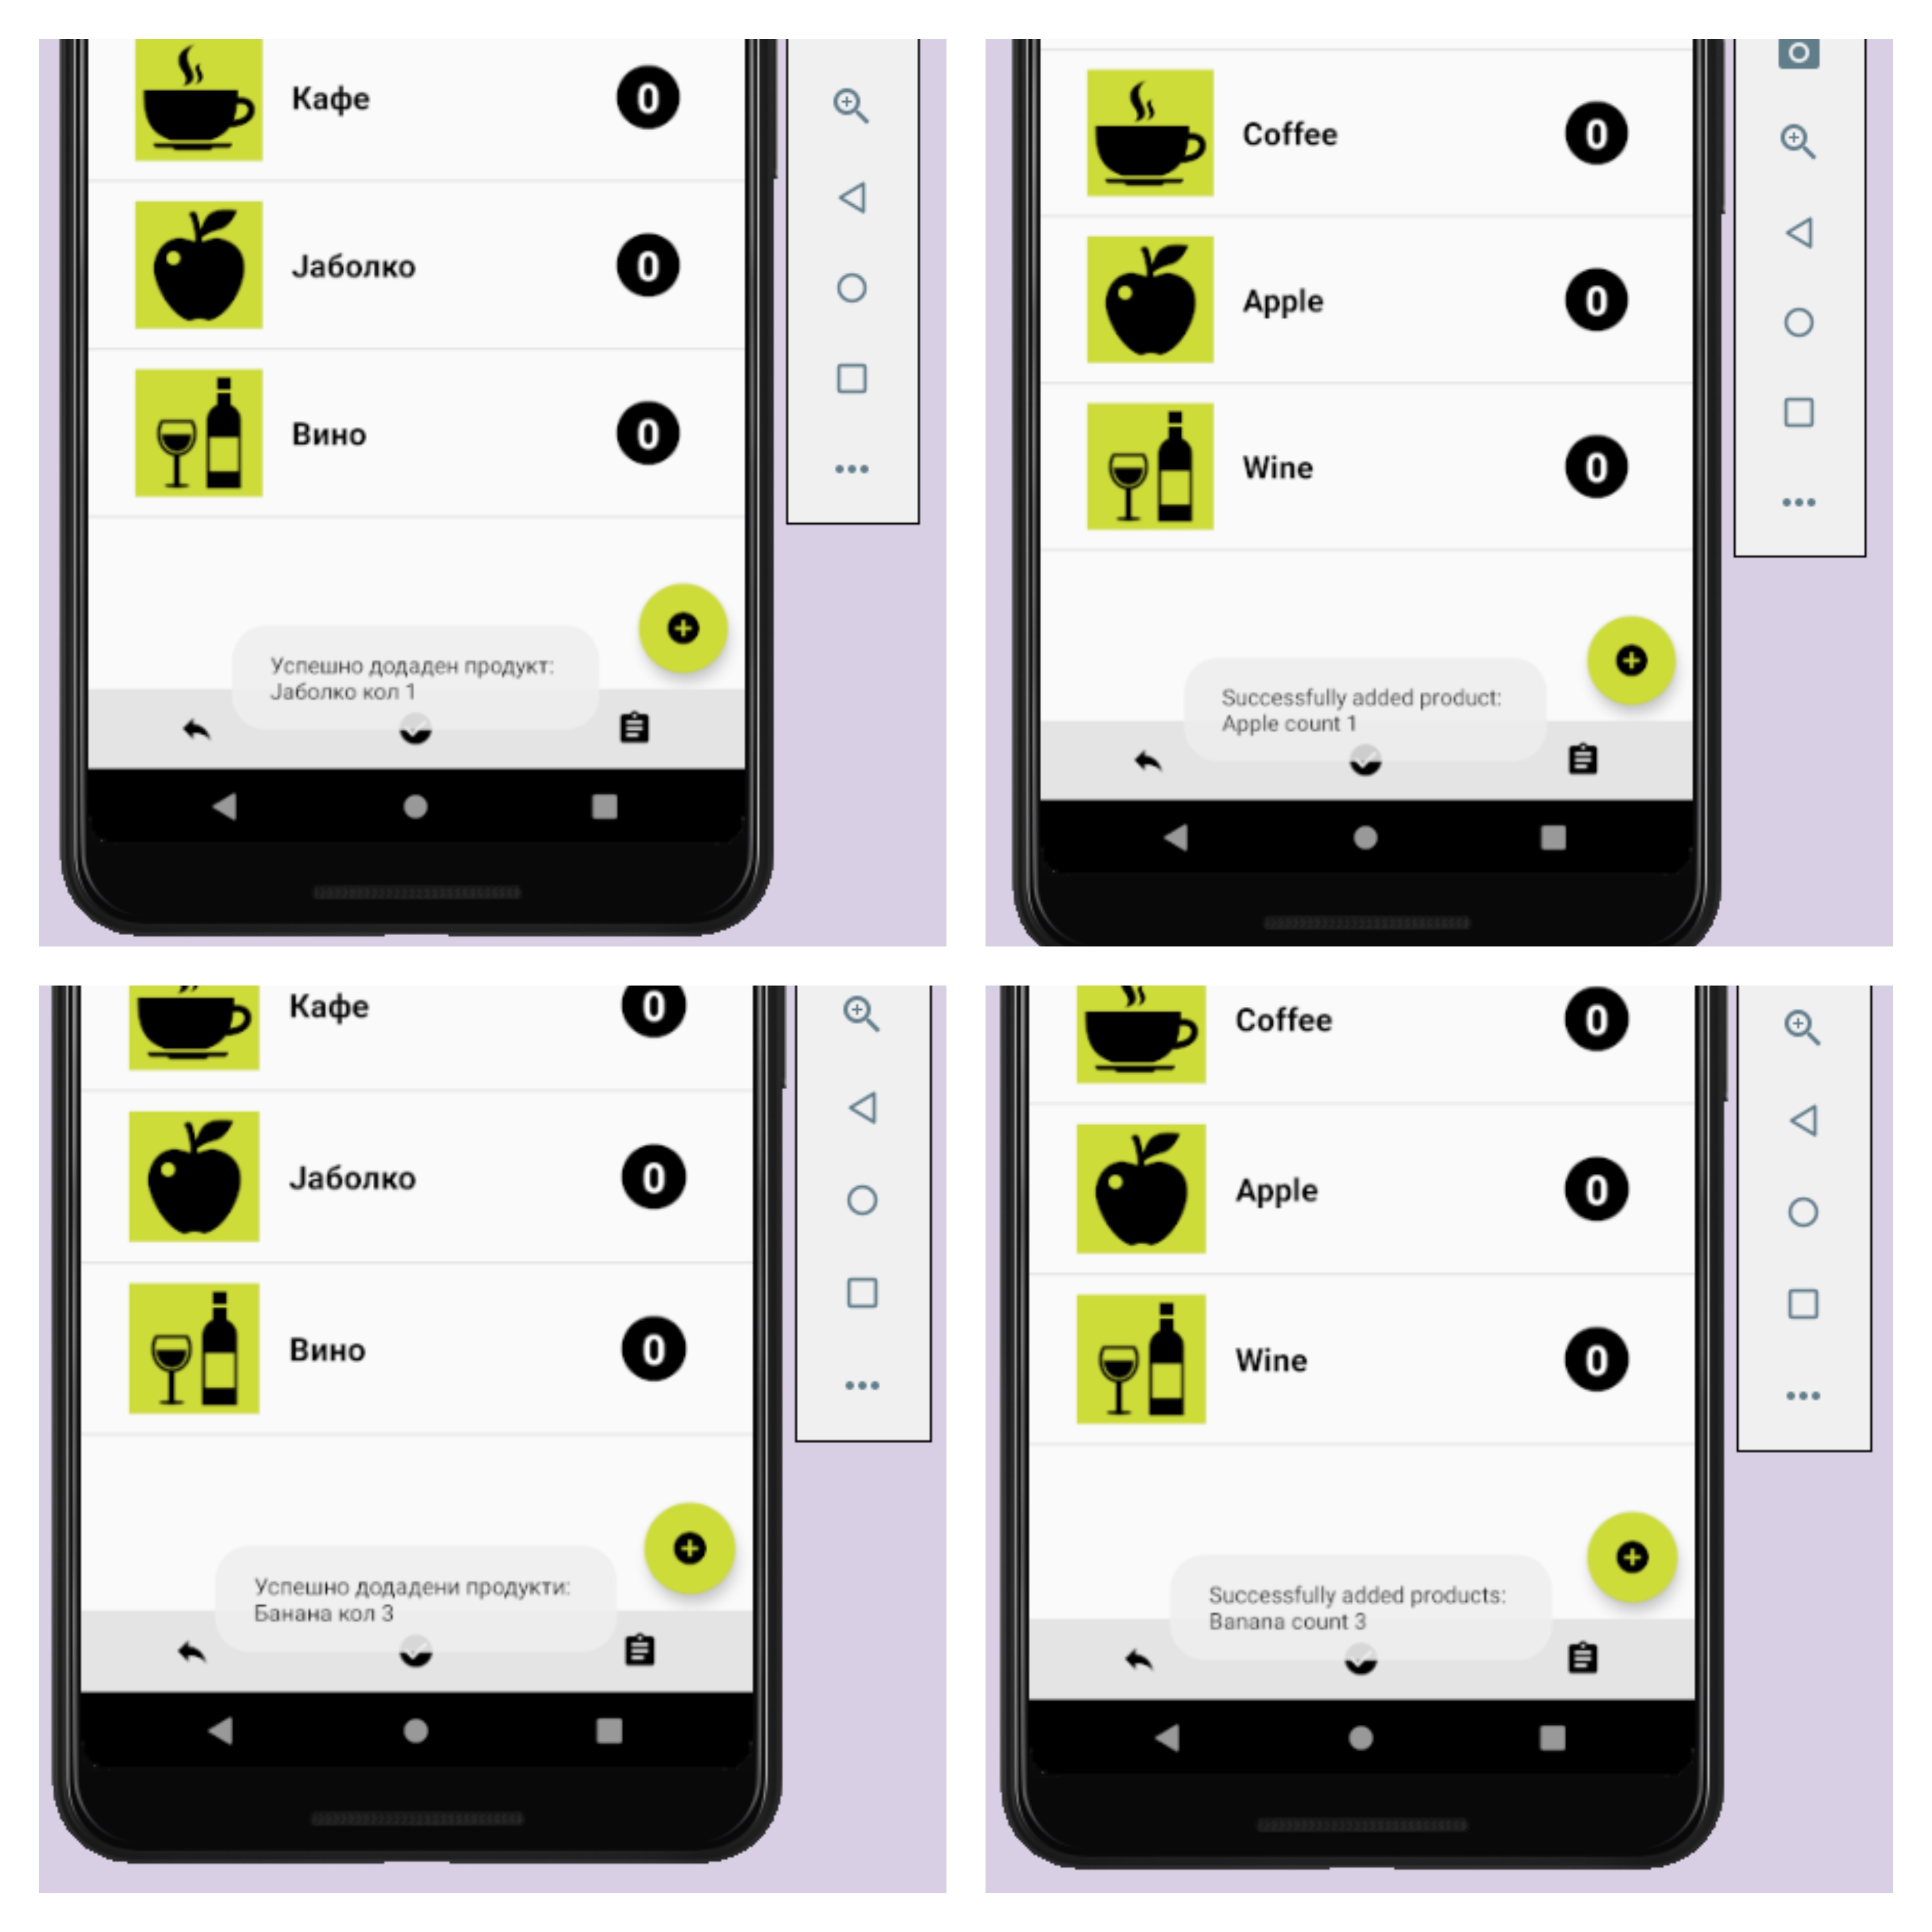 Кафе
0
Јаболко
0
Вино
0
Успешно додаден продукт:
Јаболко кол 1
Coffee
0
Apple
0
Wine
0
Successfully added product:
Apple count 1
Кафе
0
Јаболко
0
Вино
0
Успешно додадени продукти:
Банана кол 3
Coffee
0
Apple
0
Wine
0
Successfully added products:
Banana count 3